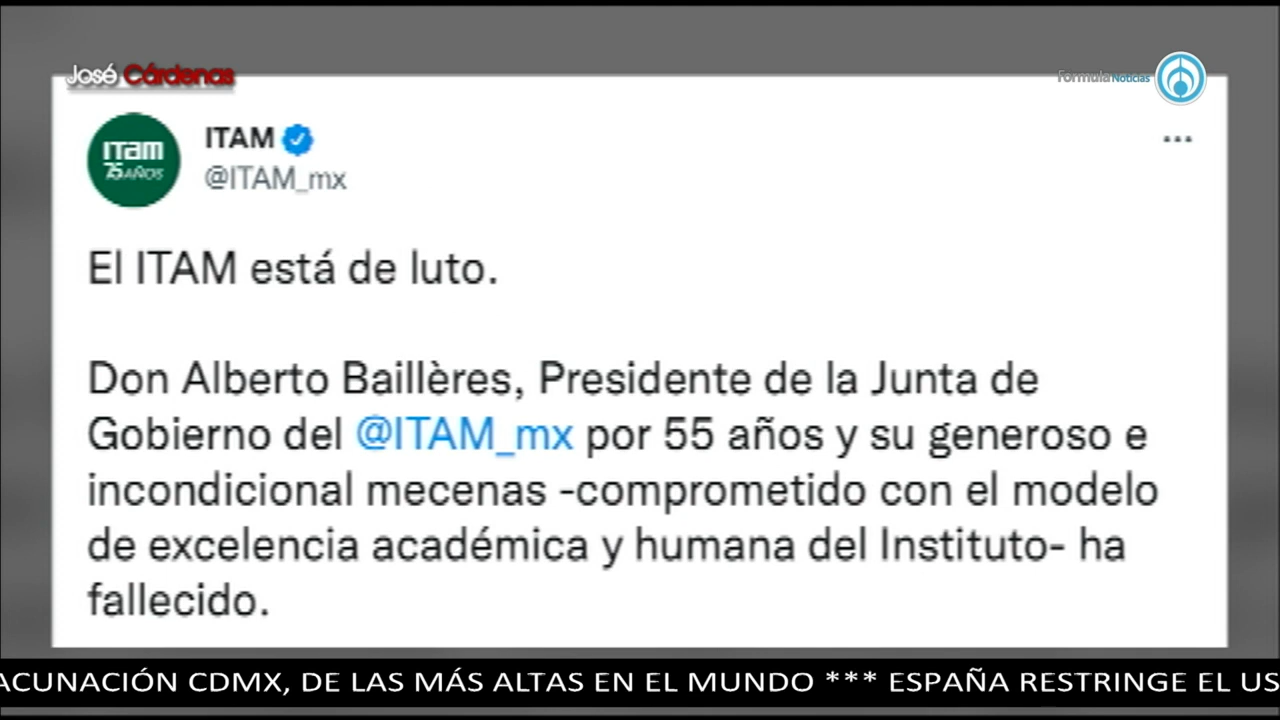 José Cárdenas
Fórmula Noticias
ITAM
75 AÑOS
ITAM
@ITAM_mx
El ITAM está de luto.
Don Alberto Baillères, Presidente de la Junta de
Gobierno del @ITAM_mx por 55 años y su generoso e
incondicional mecenas -comprometido con el modelo
de excelencia académica y humana del Instituto- ha
fallecido.
ACUNACIÓN CDMX, DE LAS MÁS ALTAS EN EL MUNDO *** ESPAÑA RESTRINGE EL US